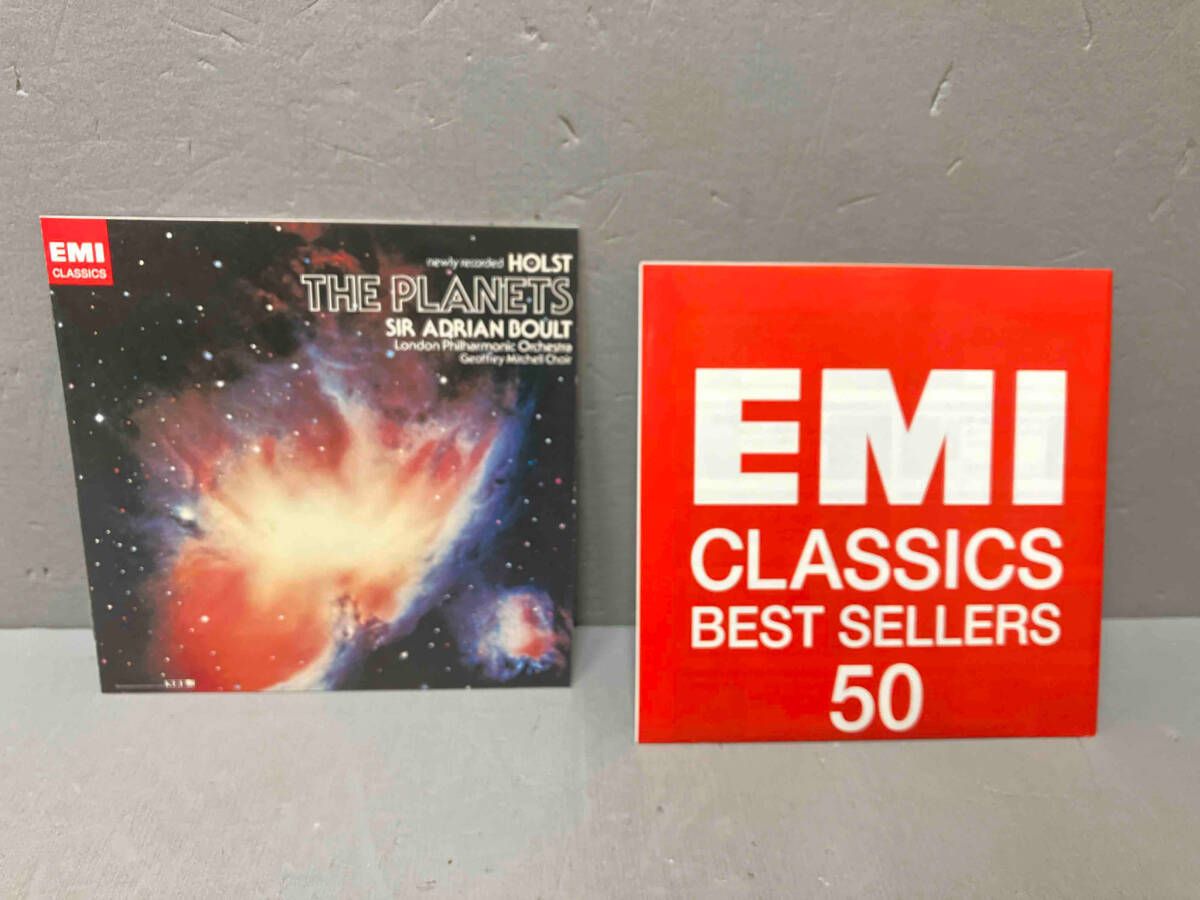 EMI
CLASSICS
newly recorded HOLST
THE PLANETS
SIR ADRIAN BOULT
London Philharmonic Orchestra
Geoffrey Mitchell Choir
EMI
CLASSICS
BEST SELLERS
50